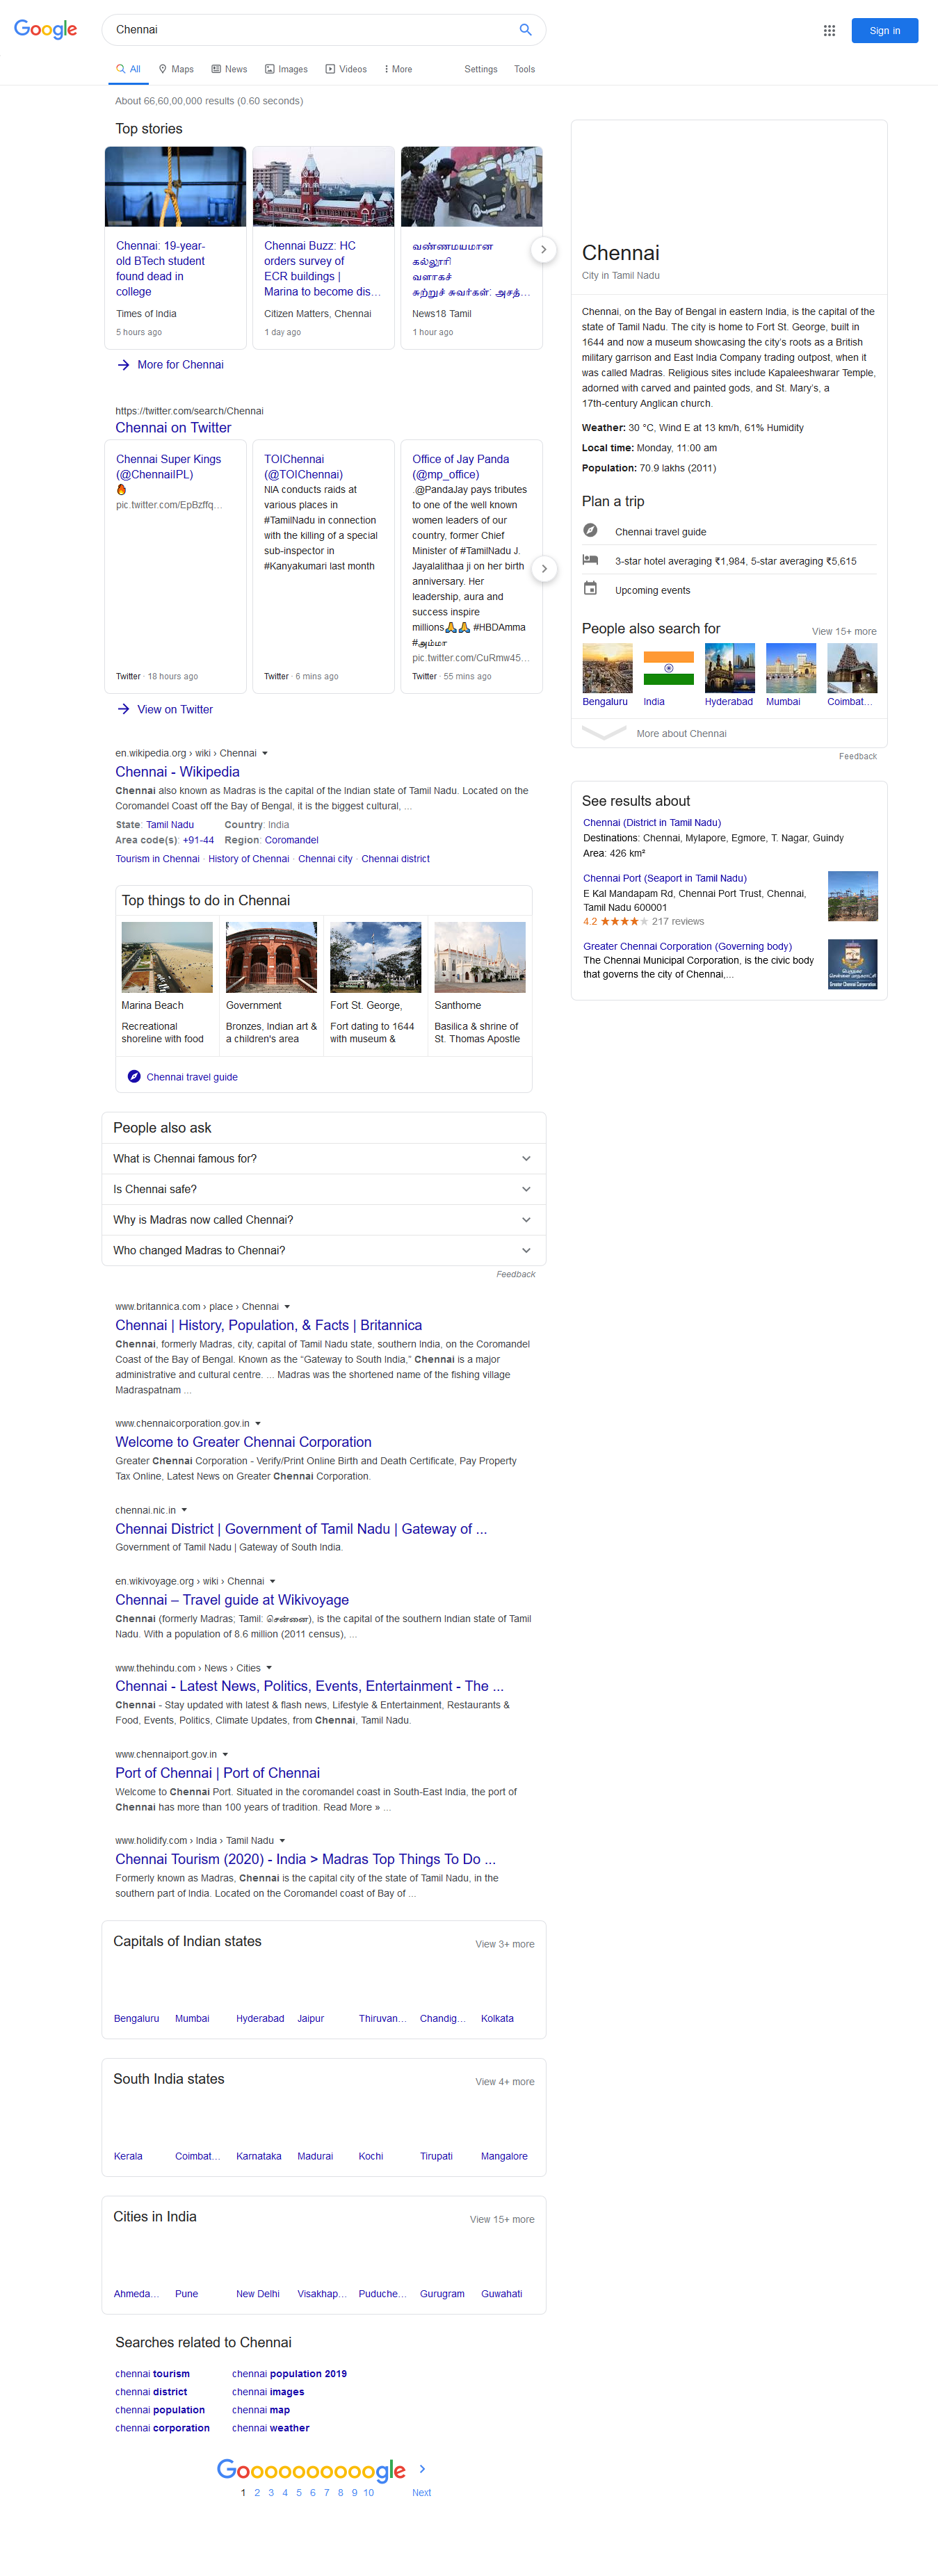 Google
Chennai
Sign in
All
Maps
News
Images
Videos
More
Settings
Tools
About 66,60,00,000 results (0.60 seconds)
Top stories
Chennai: 19-year-
old BTech student
found dead in
college
Times of India
5 hours ago
Chennai Buzz: HC
orders survey of
ECR buildings |
Marina to become dis...
Citizen Matters, Chennai
1 day ago
வண்ணமயமான
கல்லூரி
வளாகச்
சுற்றுச் சுவர்கள்: அசத்...
News18 Tamil
1 hour ago
More for Chennai
https://twitter.com/search/Chennai
Chennai on Twitter
Chennai Super Kings
(@ChennaiIPL)
🔥
pic.twitter.com/EpBzffq...
Twitter · 18 hours ago
TOIChennai
(@TOIChennai)
NIA conducts raids at
various places in
#TamilNadu in connection
with the killing of a special
sub-inspector in
#Kanyakumari last month
Twitter · 6 mins ago
Office of Jay Panda
(@mp_office)
.@PandaJay pays tributes
to one of the well known
women leaders of our
country, former Chief
Minister of #TamilNadu J.
Jayalalithaa ji on her birth
anniversary. Her
leadership, aura and
success inspire
millions🙏🙏 #HBDAmma
#அம்மா
pic.twitter.com/CuRmw45...
Twitter · 55 mins ago
View on Twitter
en.wikipedia.org › wiki › Chennai
Chennai - Wikipedia
Chennai also known as Madras is the capital of the Indian state of Tamil Nadu. Located on the
Coromandel Coast off the Bay of Bengal, it is the biggest cultural, ...
State: Tamil Nadu Country: India
Area code(s): +91-44 Region: Coromandel
Tourism in Chennai · History of Chennai · Chennai city · Chennai district
Top things to do in Chennai
Marina Beach
Recreational
shoreline with food
Government
Bronzes, Indian art &
a children's area
Fort St. George,
Fort dating to 1644
with museum &
Santhome
Basilica & shrine of
St. Thomas Apostle
Chennai travel guide
People also ask
What is Chennai famous for?
Is Chennai safe?
Why is Madras now called Chennai?
Who changed Madras to Chennai?
Feedback
www.britannica.com › place › Chennai
Chennai | History, Population, & Facts | Britannica
Chennai, formerly Madras, city, capital of Tamil Nadu state, southern India, on the Coromandel
Coast of the Bay of Bengal. Known as the “Gateway to South India,” Chennai is a major
administrative and cultural centre. ... Madras was the shortened name of the fishing village
Madraspatnam ...
www.chennaicorporation.gov.in
Welcome to Greater Chennai Corporation
Greater Chennai Corporation - Verify/Print Online Birth and Death Certificate, Pay Property
Tax Online, Latest News on Greater Chennai Corporation.
chennai.nic.in
Chennai District | Government of Tamil Nadu | Gateway of ...
Government of Tamil Nadu | Gateway of South India.
en.wikivoyage.org › wiki › Chennai
Chennai – Travel guide at Wikivoyage
Chennai (formerly Madras; Tamil: சென்னை), is the capital of the southern Indian state of Tamil
Nadu. With a population of 8.6 million (2011 census), ...
www.thehindu.com › News › Cities
Chennai - Latest News, Politics, Events, Entertainment - The ...
Chennai - Stay updated with latest & flash news, Lifestyle & Entertainment, Restaurants &
Food, Events, Politics, Climate Updates, from Chennai, Tamil Nadu.
www.chennaiport.gov.in
Port of Chennai | Port of Chennai
Welcome to Chennai Port. Situated in the coromandel coast in South-East India, the port of
Chennai has more than 100 years of tradition. Read More » ...
www.holidify.com › India › Tamil Nadu
Chennai Tourism (2020) - India > Madras Top Things To Do ...
Formerly known as Madras, Chennai is the capital city of the state of Tamil Nadu, in the
southern part of India. Located on the Coromandel coast of Bay of ...
Capitals of Indian states
View 3+ more
Bengaluru Mumbai Hyderabad Jaipur Thiruvan... Chandig... Kolkata
South India states
View 4+ more
Kerala Coimbat... Karnataka Madurai Kochi Tirupati Mangalore
Cities in India
View 15+ more
Ahmeda... Pune New Delhi Visakhap... Puduche... Gurugram Guwahati
Searches related to Chennai
chennai tourism
chennai district
chennai population
chennai corporation
chennai population 2019
chennai images
chennai map
chennai weather
Goooooooooogle
1 2 3 4 5 6 7 8 9 10 Next
Chennai
City in Tamil Nadu
Chennai, on the Bay of Bengal in eastern India, is the capital of the
state of Tamil Nadu. The city is home to Fort St. George, built in
1644 and now a museum showcasing the city’s roots as a British
military garrison and East India Company trading outpost, when it
was called Madras. Religious sites include Kapaleeshwarar Temple,
adorned with carved and painted gods, and St. Mary’s, a
17th-century Anglican church.
Weather: 30 °C, Wind E at 13 km/h, 61% Humidity
Local time: Monday, 11:00 am
Population: 70.9 lakhs (2011)
Plan a trip
Chennai travel guide
3-star hotel averaging ₹1,984, 5-star averaging ₹5,615
Upcoming events
People also search for
View 15+ more
Bengaluru India Hyderabad Mumbai Coimbat...
More about Chennai
Feedback
See results about
Chennai (District in Tamil Nadu)
Destinations: Chennai, Mylapore, Egmore, T. Nagar, Guindy
Area: 426 km²
Chennai Port (Seaport in Tamil Nadu)
E Kal Mandapam Rd, Chennai Port Trust, Chennai,
Tamil Nadu 600001
4.2 ★★★★★ 217 reviews
Greater Chennai Corporation (Governing body)
The Chennai Municipal Corporation, is the civic body
that governs the city of Chennai,...
Greater Chennai Corporation